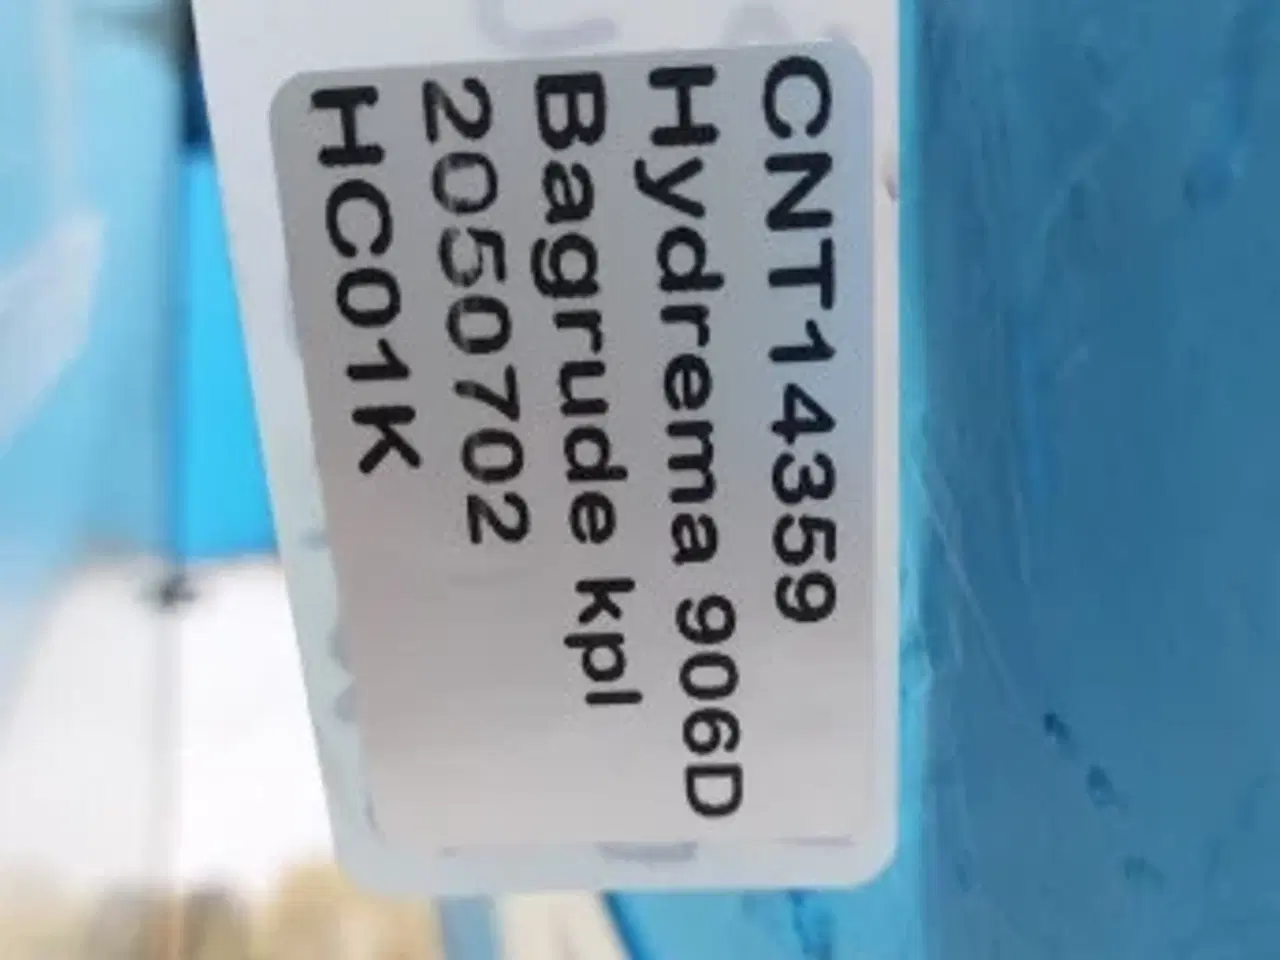 CNT14359
Hydrema 906D
Bagrude kpl
2050702
HC01K